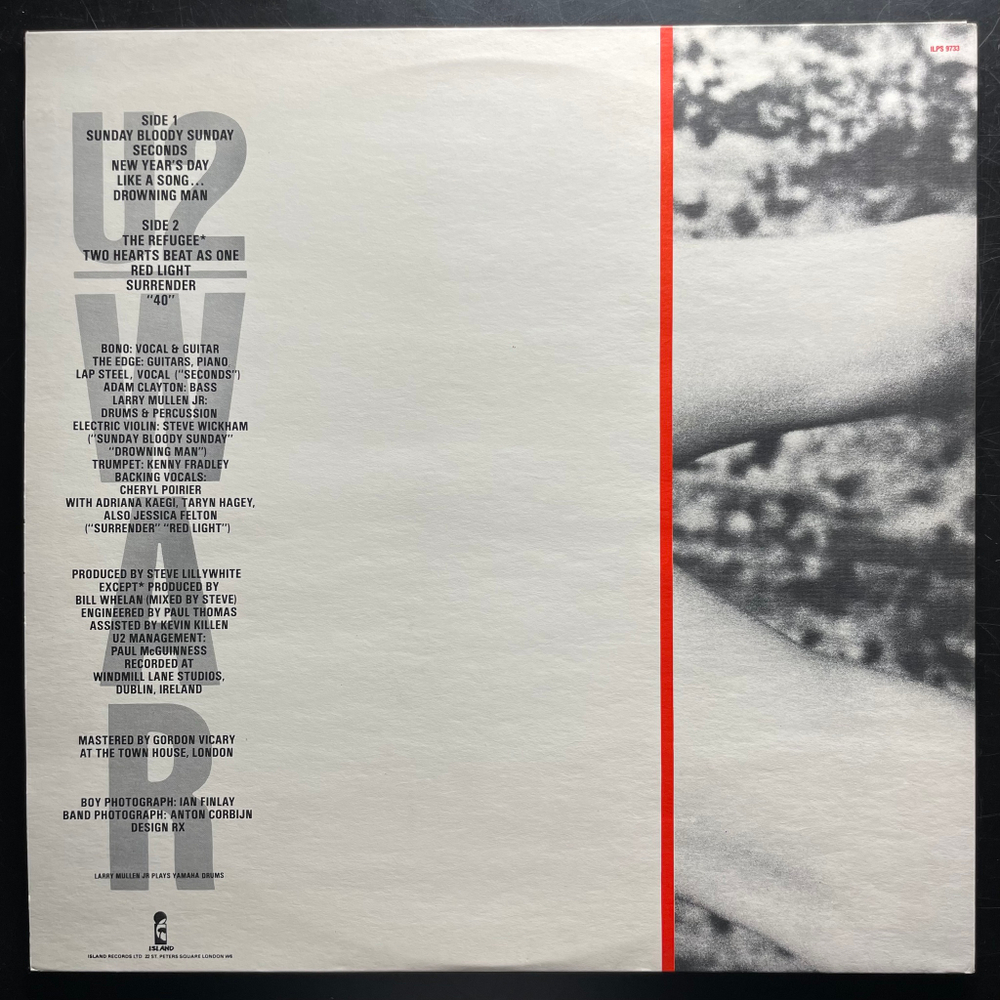 ILPS 9733
U2
WAR
SIDE 1
SUNDAY BLOODY SUNDAY
SECONDS
NEW YEAR'S DAY
LIKE A SONG...
DROWNING MAN
SIDE 2
THE REFUGEE*
TWO HEARTS BEAT AS ONE
RED LIGHT
SURRENDER
"40"
BONO: VOCAL & GUITAR
THE EDGE: GUITARS, PIANO,
LAP STEEL, VOCAL ("SECONDS")
ADAM CLAYTON: BASS
LARRY MULLEN JR:
DRUMS & PERCUSSION
ELECTRIC VIOLIN: STEVE WICKHAM
("SUNDAY BLOODY SUNDAY"
"DROWNING MAN")
TRUMPET: KENNY FRADLEY
BACKING VOCALS:
CHERYL POIRIER
WITH ADRIANA KAEGI, TARYN HAGEY,
ALSO JESSICA FELTON
("SURRENDER" "RED LIGHT")
PRODUCED BY STEVE LILLYWHITE
EXCEPT* PRODUCED BY
BILL WHELAN (MIXED BY STEVE)
ENGINEERED BY PAUL THOMAS
ASSISTED BY KEVIN KILLEN
U2 MANAGEMENT:
PAUL McGUINNESS
RECORDED AT
WINDMILL LANE STUDIOS,
DUBLIN, IRELAND
MASTERED BY GORDON VICARY
AT THE TOWN HOUSE, LONDON
BOY PHOTOGRAPH: IAN FINLAY
BAND PHOTOGRAPH: ANTON CORBIJN
DESIGN RX
LARRY MULLEN JR PLAYS YAMAHA DRUMS
ISLAND
ISLAND RECORDS LTD 22 ST. PETERS SQUARE LONDON W6